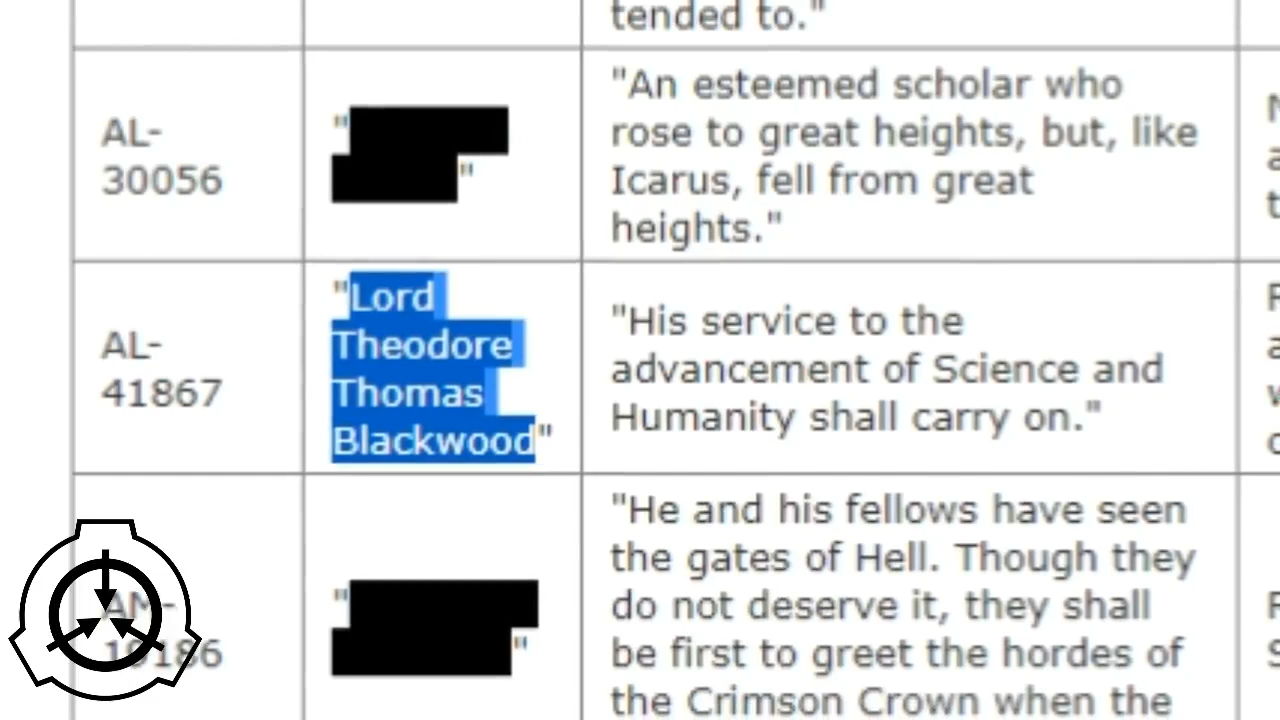 tended to."
AL-
30056
"
"
"An esteemed scholar who
rose to great heights, but, like
Icarus, fell from great
heights."
AL-
41867
"Lord
Theodore
Thomas
Blackwood"
"His service to the
advancement of Science and
Humanity shall carry on."
AM-
19186
"
"
"He and his fellows have seen
the gates of Hell. Though they
do not deserve it, they shall
be first to greet the hordes of
the Crimson Crown when the